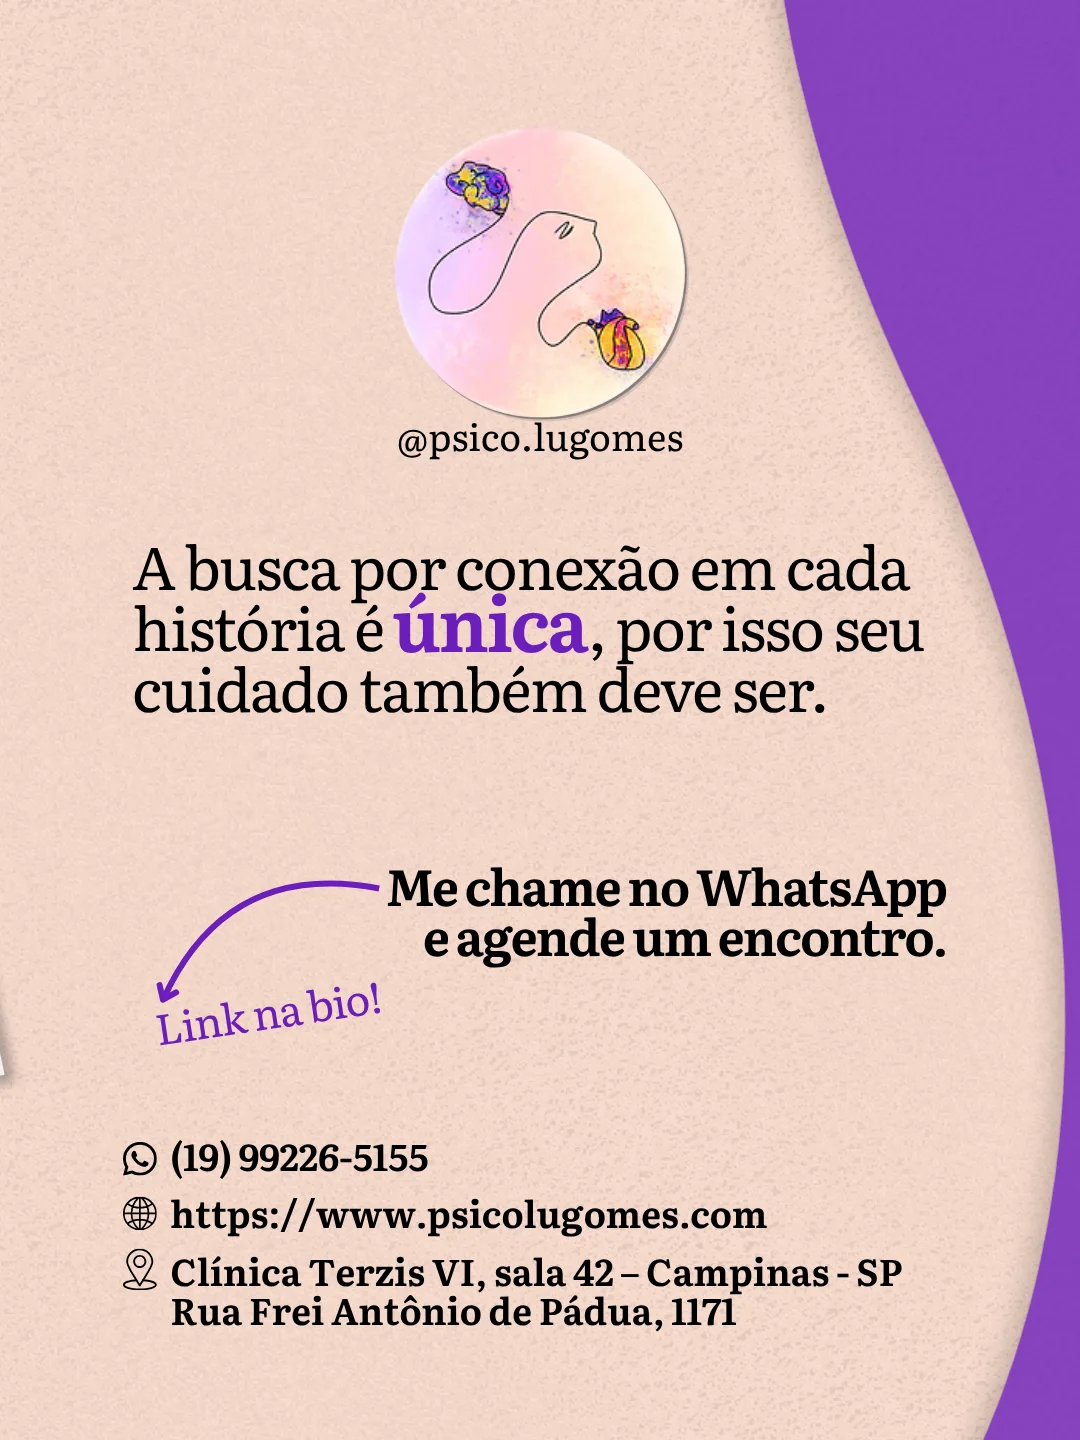 @psico.lugomes
A busca por conexão em cada
história é única, por isso seu
cuidado também deve ser.
Me chame no WhatsApp
e agende um encontro.
Link na bio!
(19) 99226-5155
https://www.psicolugomes.com
Clínica Terzis VI, sala 42 – Campinas - SP
Rua Frei Antônio de Pádua, 1171